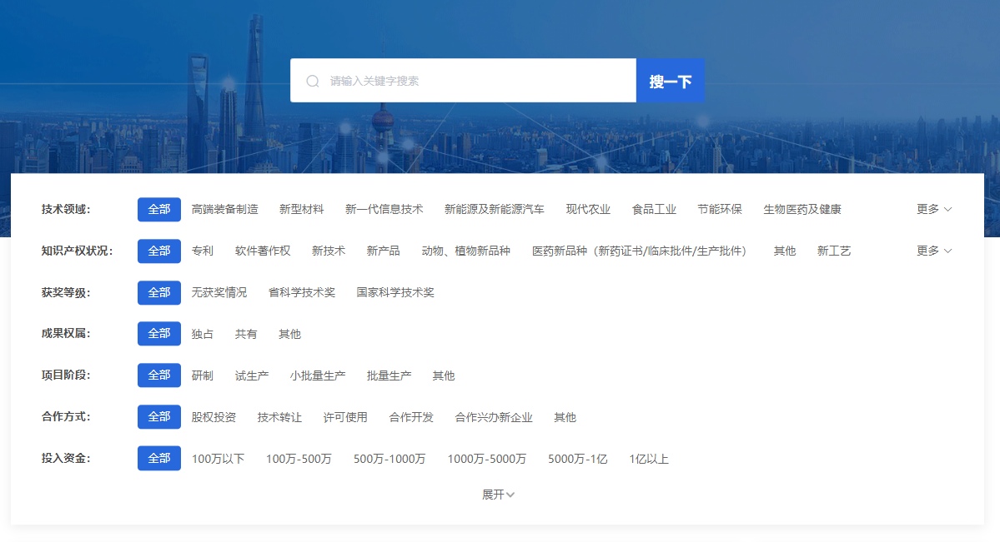 请输入关键字搜索 搜一下
技术领域： 全部 高端装备制造 新型材料 新一代信息技术 新能源及新能源汽车 现代农业 食品工业 节能环保 生物医药及健康 更多
知识产权状况： 全部 专利 软件著作权 新技术 新产品 动物、植物新品种 医药新品种（新药证书/临床批件/生产批件） 其他 新工艺 更多
获奖等级： 全部 无获奖情况 省科学技术奖 国家科学技术奖
成果权属： 全部 独占 共有 其他
项目阶段： 全部 研制 试生产 小批量生产 批量生产 其他
合作方式： 全部 股权投资 技术转让 许可使用 合作开发 合作兴办新企业 其他
投入资金： 全部 100万以下 100万-500万 500万-1000万 1000万-5000万 5000万-1亿 1亿以上
展开